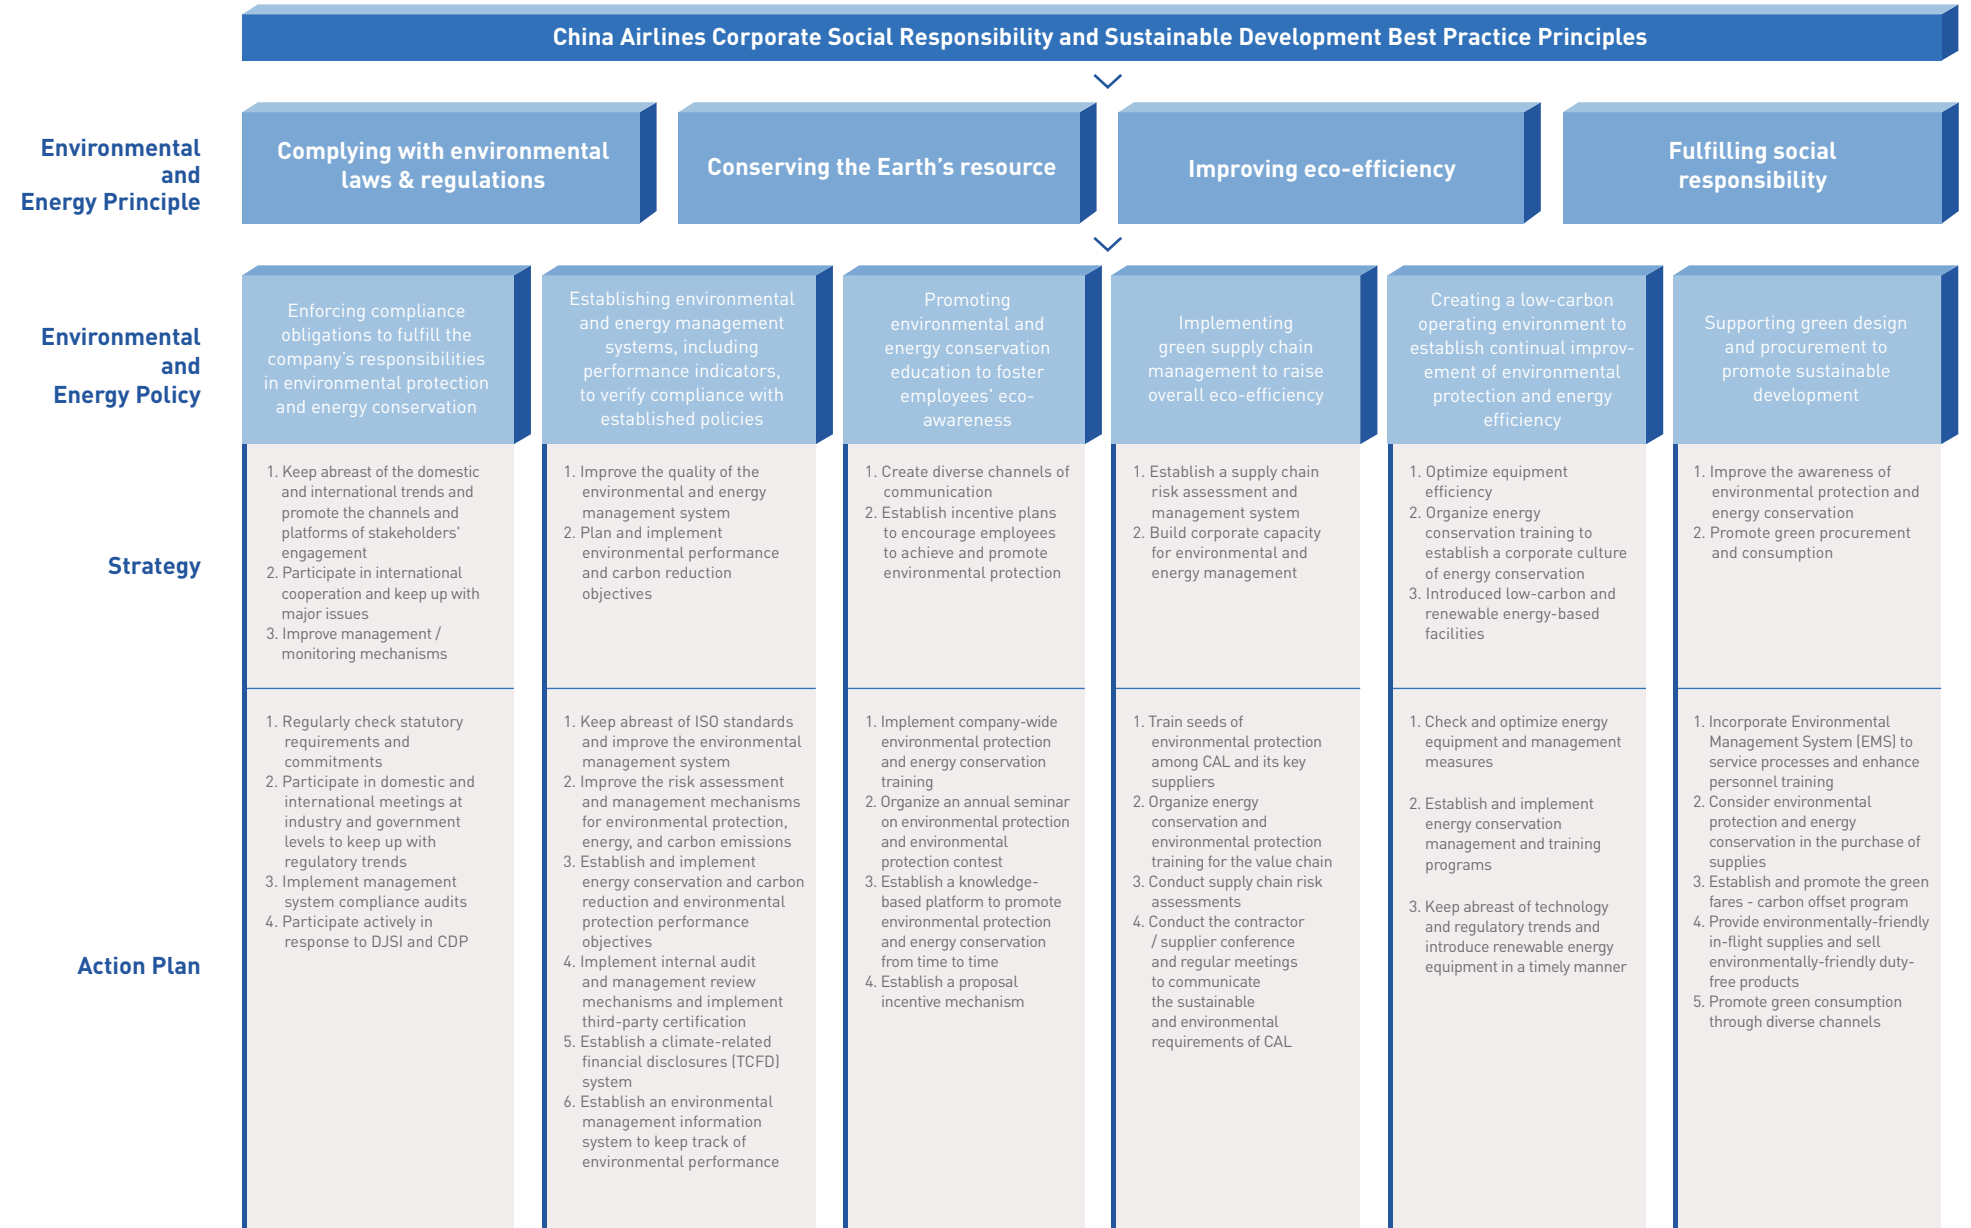 China Airlines Corporate Social Responsibility and Sustainable Development Best Practice Principles
Environmental
and
Energy Principle
Complying with environmental
laws & regulations
Conserving the Earth's resource
Improving eco-efficiency
Fulfilling social
responsibility
Environmental
and
Energy Policy
Enforcing compliance
obligations to fulfill the
company's responsibilities
in environmental protection
and energy conservation
Establishing environmental
and energy management
systems, including
performance indicators,
to verify compliance with
established policies
Promoting
environmental and
energy conservation
education to foster
employees' eco-
awareness
Implementing
green supply chain
management to raise
overall eco-efficiency
Creating a low-carbon
operating environment to
establish continual improv-
ement of environmental
protection and energy
efficiency
Supporting green design
and procurement to
promote sustainable
development
Strategy
1. Keep abreast of the domestic
and international trends and
promote the channels and
platforms of stakeholders'
engagement
2. Participate in international
cooperation and keep up with
major issues
3. Improve management /
monitoring mechanisms
1. Improve the quality of the
environmental and energy
management system
2. Plan and implement
environmental performance
and carbon reduction
objectives
1. Create diverse channels of
communication
2. Establish incentive plans
to encourage employees
to achieve and promote
environmental protection
1. Establish a supply chain
risk assessment and
management system
2. Build corporate capacity
for environmental and
energy management
1. Optimize equipment
efficiency
2. Organize energy
conservation training to
establish a corporate culture
of energy conservation
3. Introduced low-carbon and
renewable energy-based
facilities
1. Improve the awareness of
environmental protection and
energy conservation
2. Promote green procurement
and consumption
Action Plan
1. Regularly check statutory
requirements and
commitments
2. Participate in domestic and
international meetings at
industry and government
levels to keep up with
regulatory trends
3. Implement management
system compliance audits
4. Participate actively in
response to DJSI and CDP
1. Keep abreast of ISO standards
and improve the environmental
management system
2. Improve the risk assessment
and management mechanisms
for environmental protection,
energy, and carbon emissions
3. Establish and implement
energy conservation and carbon
reduction and environmental
protection performance
objectives
4. Implement internal audit
and management review
mechanisms and implement
third-party certification
5. Establish a climate-related
financial disclosures (TCFD)
system
6. Establish an environmental
management information
system to keep track of
environmental performance
1. Implement company-wide
environmental protection
and energy conservation
training
2. Organize an annual seminar
on environmental protection
and environmental
protection contest
3. Establish a knowledge-
based platform to promote
environmental protection
and energy conservation
from time to time
4. Establish a proposal
incentive mechanism
1. Train seeds of
environmental protection
among CAL and its key
suppliers
2. Organize energy
conservation and
environmental protection
training for the value chain
3. Conduct supply chain risk
assessments
4. Conduct the contractor
/ supplier conference
and regular meetings
to communicate
the sustainable
and environmental
requirements of CAL
1. Check and optimize energy
equipment and management
measures
2. Establish and implement
energy conservation
management and training
programs
3. Keep abreast of technology
and regulatory trends and
introduce renewable energy
equipment in a timely manner
1. Incorporate Environmental
Management System (EMS) to
service processes and enhance
personnel training
2. Consider environmental
protection and energy
conservation in the purchase of
supplies
3. Establish and promote the green
fares - carbon offset program
4. Provide environmentally-friendly
in-flight supplies and sell
environmentally-friendly duty-
free products
5. Promote green consumption
through diverse channels